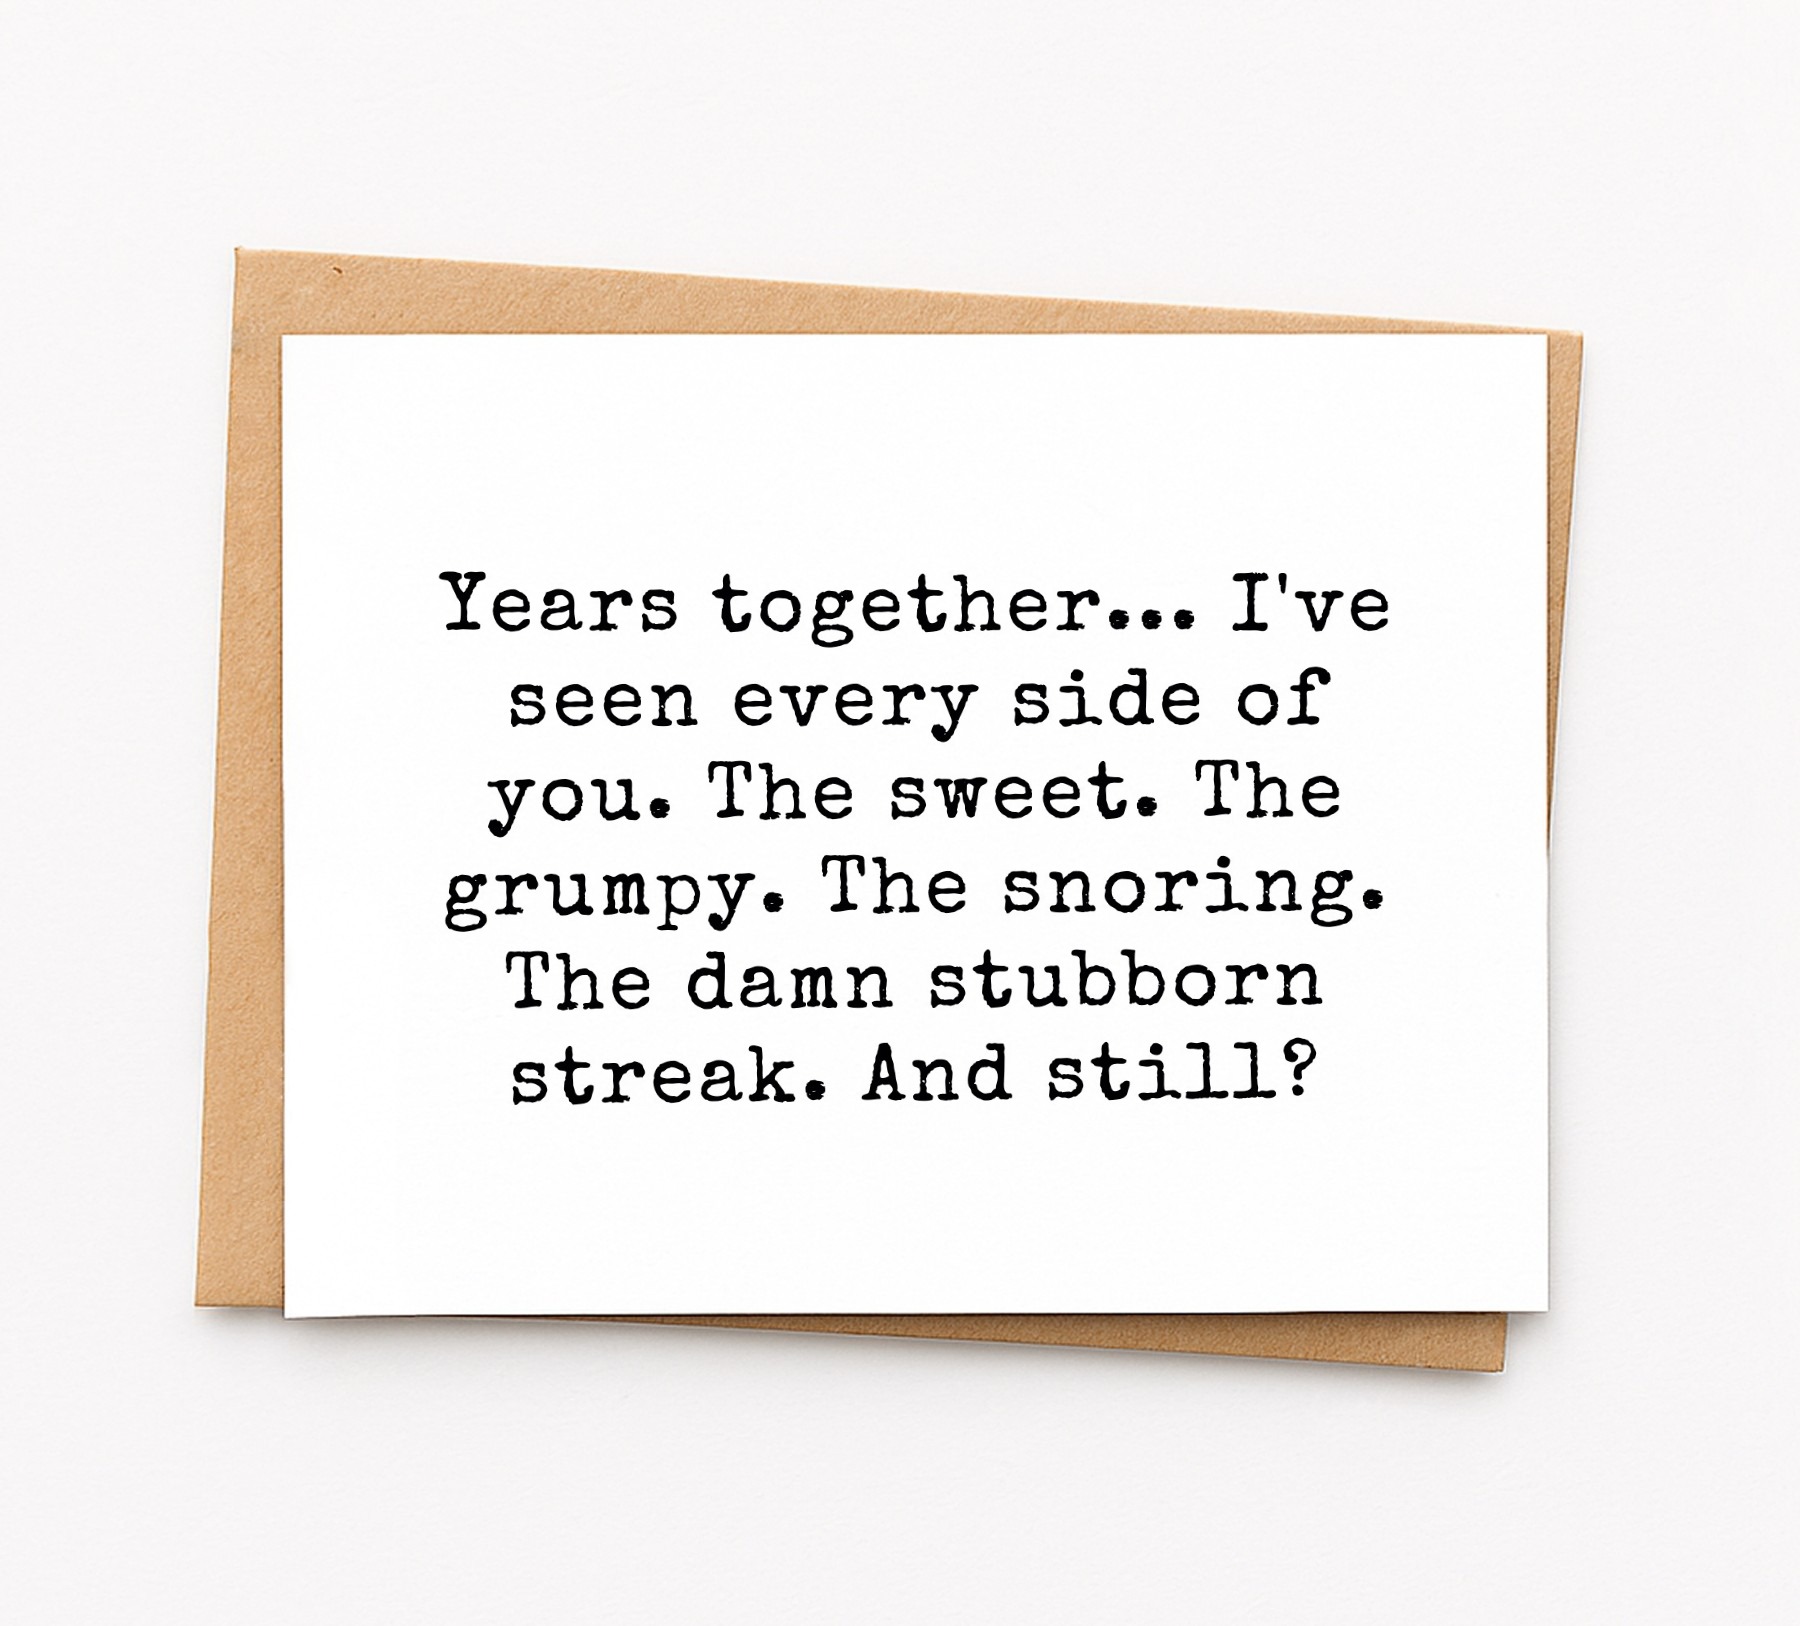 Years together... I've
seen every side of
you. The sweet. The
grumpy. The snoring.
The damn stubborn
streak. And still?